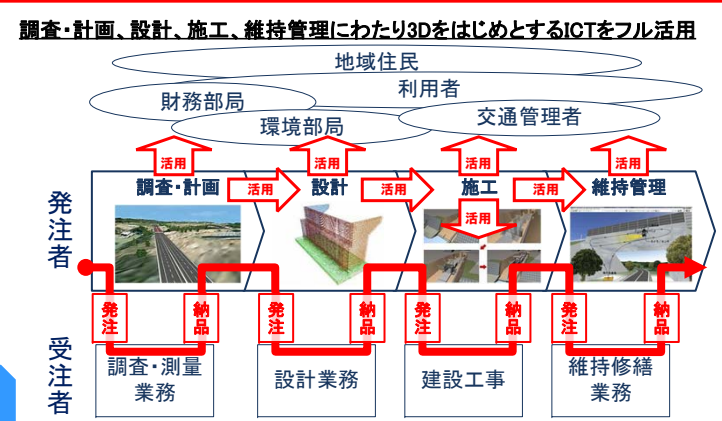 調査・計画、設計、施工、維持管理にわたり3DをはじめとするICTをフル活用
地域住民
利用者
財務部局
交通管理者
環境部局
活用
活用
活用
活用
調査・計画
活用
設計
活用
施工
活用
維持管理
発注者
活用
発注
納品
発注
納品
発注
納品
発注
納品
受注者
調査・測量
業務
設計業務
建設工事
維持修繕
業務